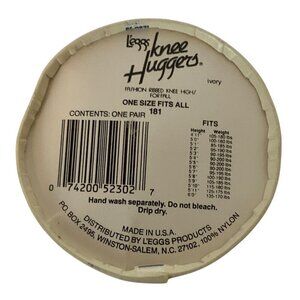 L'eggs
Knee
Huggers
ivory
FASHION RIBBED KNEE HIGHS
FOR FALL
ONE SIZE FITS ALL
181
CONTENTS: ONE PAIR
FITS
Height Weight
0 74200 52302 7
Hand wash separately. Do not bleach.
Drip dry.
MADE IN U.S.A.
DISTRIBUTED BY L'EGGS PRODUCTS
P.O. BOX 2495, WINSTON-SALEM, N.C. 27102, 100% NYLON